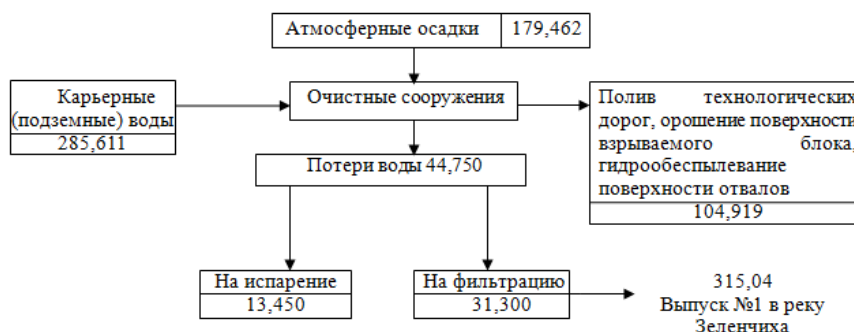 Атмосферные осадки 179,462
Карьерные
(подземные) воды
285,611
Очистные сооружения
Полив технологических
дорог, орошение поверхности
взрываемого блока,
гидрообеспылевание
поверхности отвалов
104,919
Потери воды 44,750
На испарение
13,450
На фильтрацию
31,300
315,04
Выпуск №1 в реку
Зеленчиха